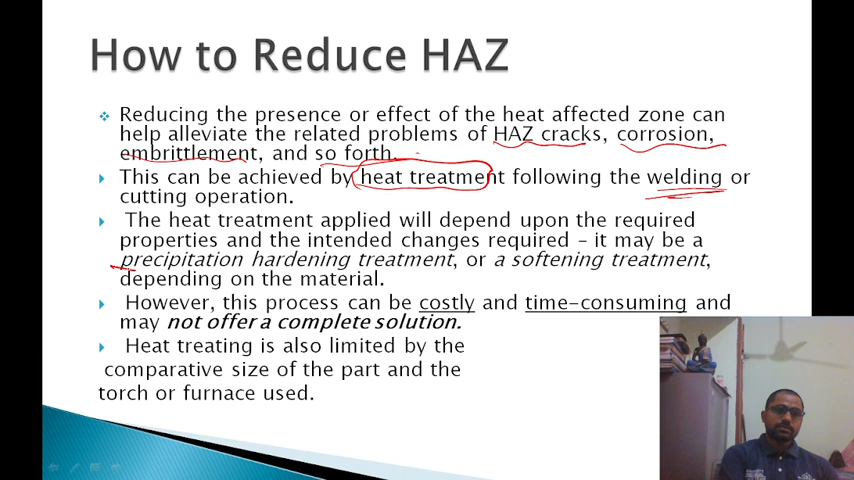 How to Reduce HAZ
Reducing the presence or effect of the heat affected zone can
help alleviate the related problems of HAZ cracks, corrosion,
embrittlement, and so forth.
This can be achieved by heat treatment following the welding or
cutting operation.
The heat treatment applied will depend upon the required
properties and the intended changes required – it may be a
precipitation hardening treatment, or a softening treatment,
depending on the material.
However, this process can be costly and time-consuming and
may not offer a complete solution.
Heat treating is also limited by the
comparative size of the part and the
torch or furnace used.